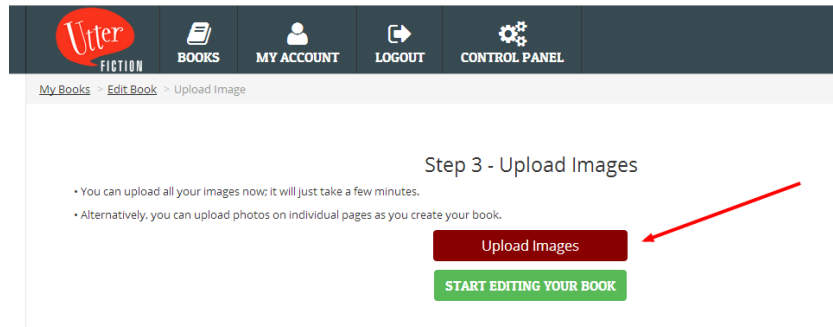 Utter
FICTION
BOOKS
MY ACCOUNT
LOGOUT
CONTROL PANEL
My Books > Edit Book > Upload Image
Step 3 - Upload Images
• You can upload all your images now; it will just take a few minutes.
• Alternatively, you can upload photos on individual pages as you create your book.
Upload Images
START EDITING YOUR BOOK